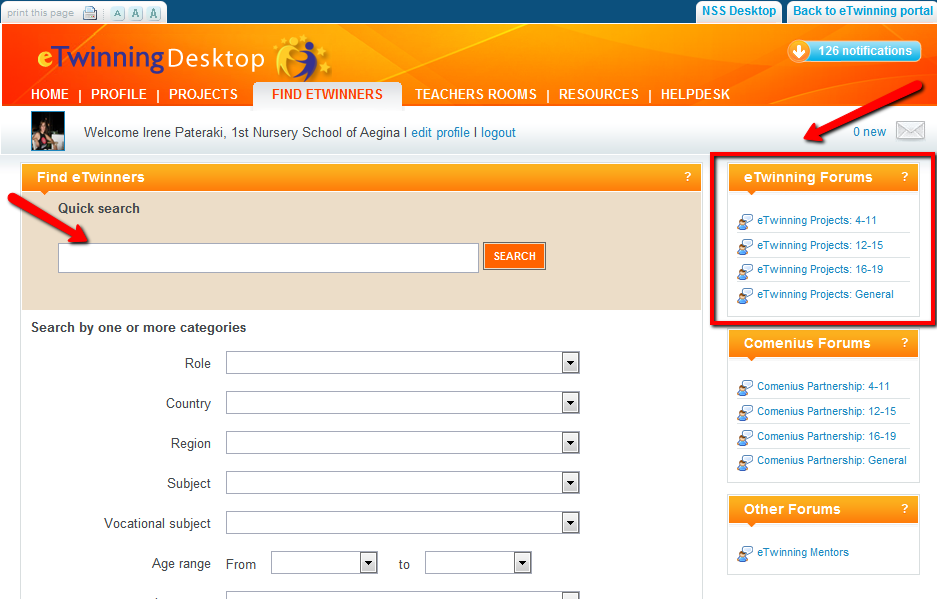 print this page A A A NSS Desktop Back to eTwinning portal
eTwinning Desktop
126 notifications
HOME | PROFILE | PROJECTS FIND ETWINNERS TEACHERS ROOMS | RESOURCES | HELPDESK
Welcome Irene Pateraki, 1st Nursery School of Aegina | edit profile | logout
0 new
Find eTwinners ?
Quick search
SEARCH
Search by one or more categories
Role
Country
Region
Subject
Vocational subject
Age range From to
eTwinning Forums ?
eTwinning Projects: 4-11
eTwinning Projects: 12-15
eTwinning Projects: 16-19
eTwinning Projects: General
Comenius Forums ?
Comenius Partnership: 4-11
Comenius Partnership: 12-15
Comenius Partnership: 16-19
Comenius Partnership: General
Other Forums ?
eTwinning Mentors